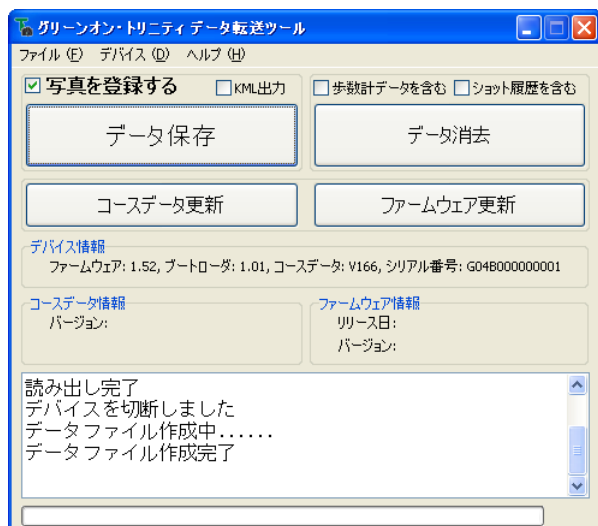 グリーンオン・トリニティ データ転送ツール
ファイル (F) デバイス (D) ヘルプ (H)
写真を登録する KML出力 歩数計データを含む ショット履歴を含む
データ保存 データ消去
コースデータ更新 ファームウェア更新
デバイス情報
ファームウェア: 1.52, ブートローダ: 1.01, コースデータ: V166, シリアル番号: G04B000000001
コースデータ情報 ファームウェア情報
バージョン: リリース日:
バージョン:
読み出し完了
デバイスを切断しました
データファイル作成中......
データファイル作成完了